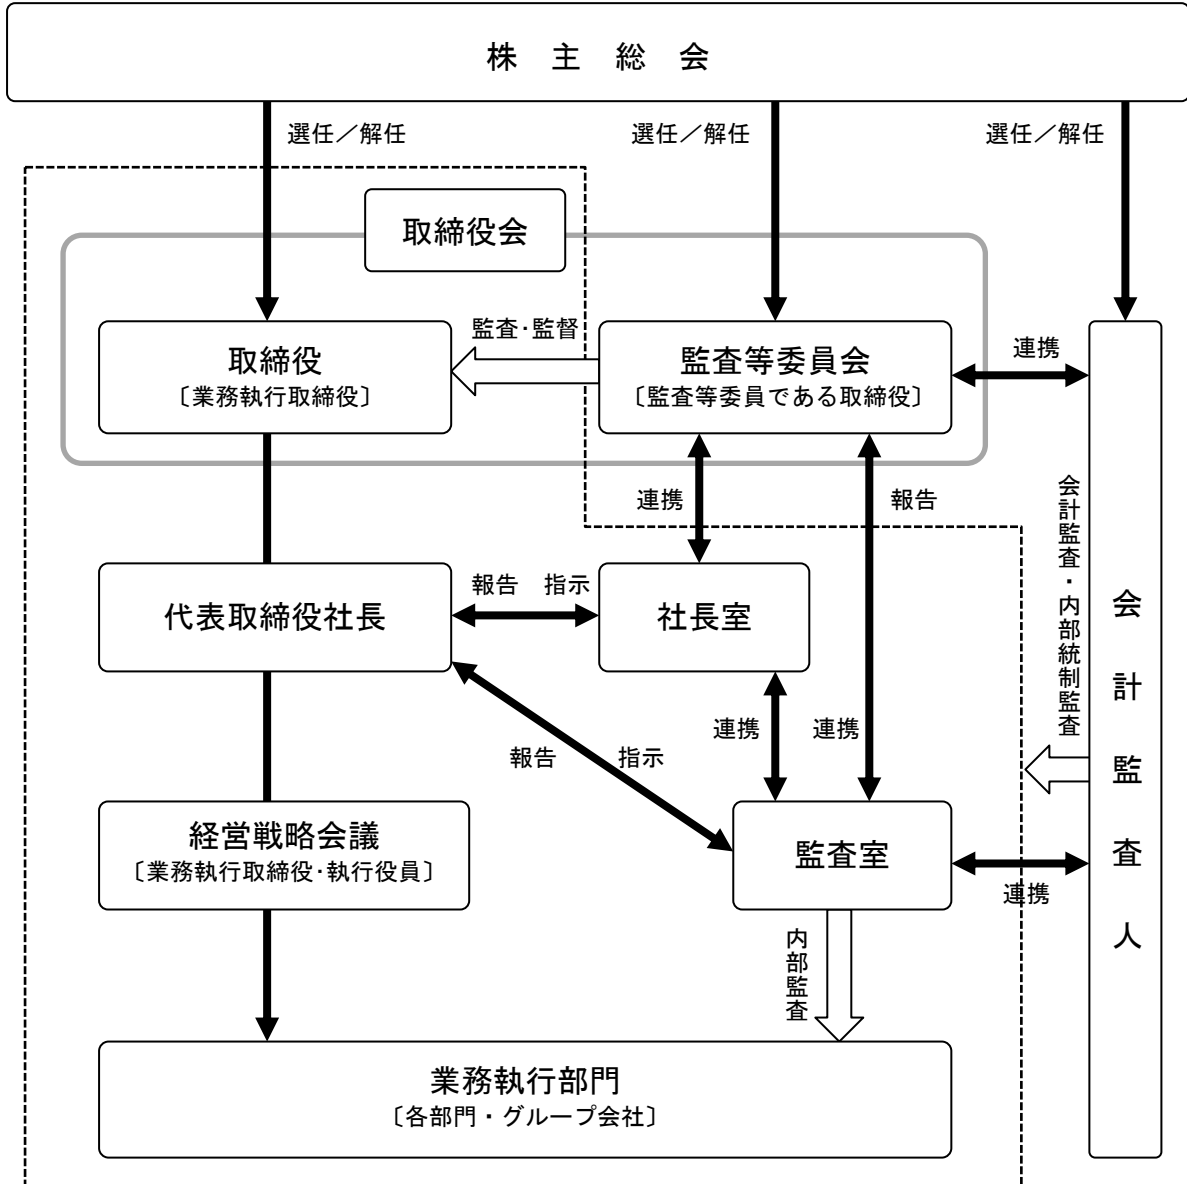 株主総会
選任／解任
選任／解任
選任／解任
取締役会
取締役
〔業務執行取締役〕
監査・監督
監査等委員会
〔監査等委員である取締役〕
連携
連携
報告
会計監査・内部統制監査
会計監査人
代表取締役社長
報告 指示
社長室
報告
指示
連携
連携
経営戦略会議
〔業務執行取締役・執行役員〕
監査室
連携
内部監査
業務執行部門
〔各部門・グループ会社〕